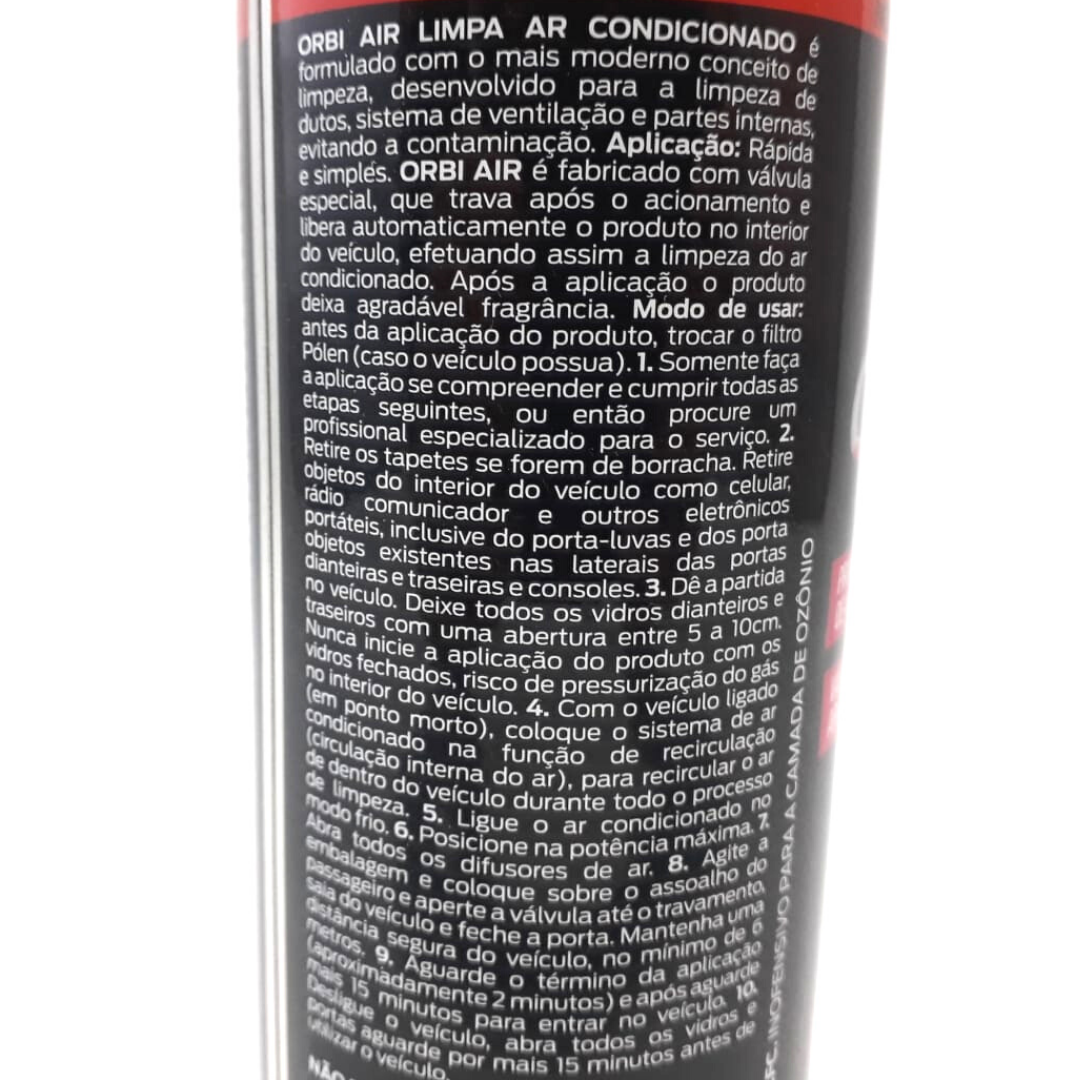 ORBI AIR LIMPA AR CONDICIONADO é
formulado com o mais moderno conceito de
limpeza, desenvolvido para a limpeza de
dutos, sistema de ventilação e partes internas,
evitando a contaminação. Aplicação: Rápida
e simples. ORBI AIR é fabricado com válvula
especial, que trava após o acionamento e
libera automaticamente o produto no interior
do veículo, efetuando assim a limpeza do ar
condicionado. Após a aplicação o produto
deixa agradável fragrância. Modo de usar:
antes da aplicação do produto, trocar o filtro
Pólen (caso o veículo possua). 1. Somente faça
a aplicação se compreender e cumprir todas as
etapas seguintes, ou então procure um
profissional especializado para o serviço. 2.
Retire os tapetes se forem de borracha. Retire
objetos do interior do veículo como celular,
rádio comunicador e outros eletrônicos
portáteis, inclusive do porta-luvas e dos porta
objetos existentes nas laterais das portas
dianteiras e traseiras e consoles. 3. Dê a partida
no veículo. Deixe todos os vidros dianteiros e
traseiros com uma abertura entre 5 a 10cm.
Nunca inicie a aplicação do produto com os
vidros fechados, risco de pressurização do gás
no interior do veículo. 4. Com o veículo ligado
(em ponto morto), coloque o sistema de ar
condicionado na função de recirculação
(circulação interna do ar), para recircular o ar
de dentro do veículo durante todo o processo
de limpeza. 5. Ligue o ar condicionado no
modo frio. 6. Posicione na potência máxima. 7.
Abra todos os difusores de ar. 8. Agite a
embalagem e coloque sobre o assoalho do
passageiro e aperte a válvula até o travamento,
saia do veículo e feche a porta. Mantenha uma
distância segura do veículo, no mínimo de 6
metros. 9. Aguarde o término da aplicação
(aproximadamente 2 minutos) e após aguarde
mais 15 minutos para entrar no veículo. 10.
Desligue o veículo, abra todos os vidros e
portas aguarde por mais 15 minutos antes de
utilizar o veículo.
INOFENSIVO PARA A CAMADA DE OZÔNIO